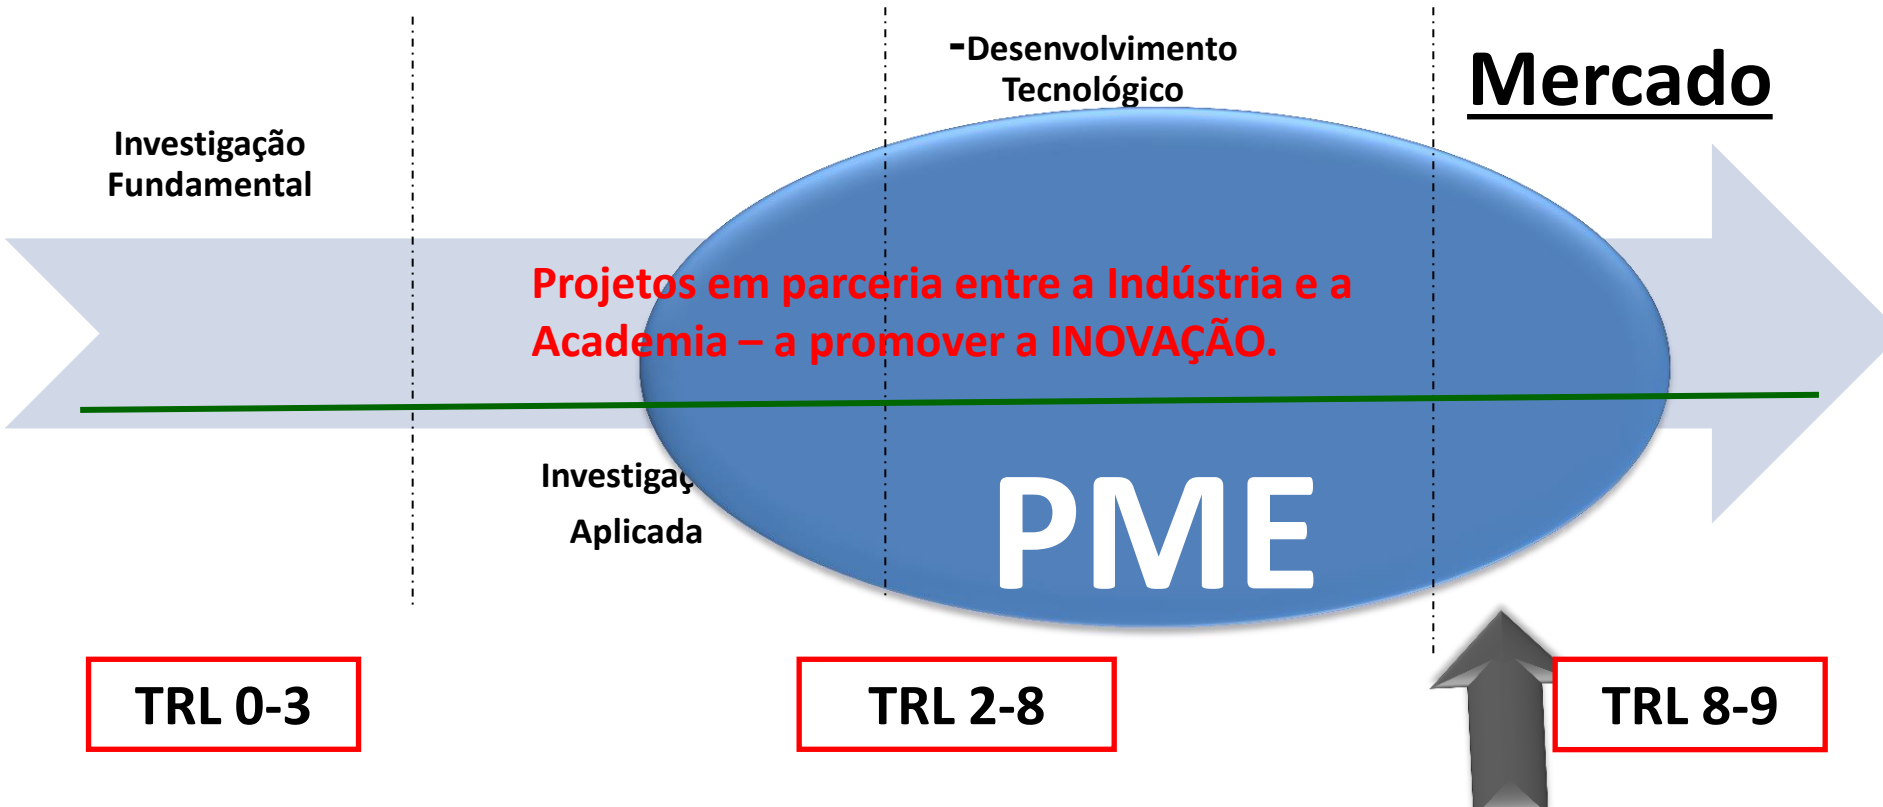 -Desenvolvimento
Tecnológico
Mercado
Investigação
Fundamental
Projetos em parceria entre a Indústria e a
Academia – a promover a INOVAÇÃO.
Investigaç
Aplicada
PME
TRL 0-3
TRL 2-8
TRL 8-9